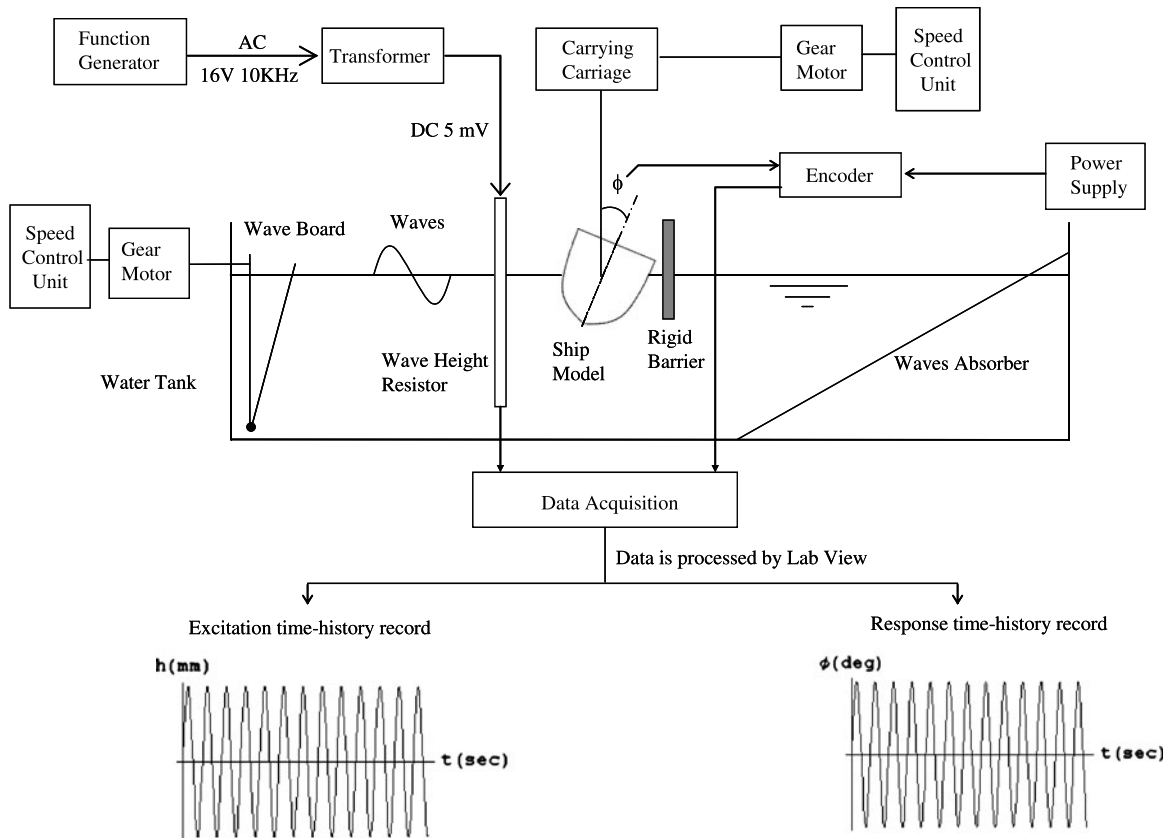 Function
Generator
AC
16V 10KHz
Transformer
DC 5 mV
Carrying
Carriage
Gear
Motor
Speed
Control
Unit
ϕ
Encoder
Power
Supply
Speed
Control
Unit
Gear
Motor
Wave Board
Waves
Water Tank
Wave Height
Resistor
Ship
Model
Rigid
Barrier
Waves Absorber
Data Acquisition
Data is processed by Lab View
Excitation time-history record
Response time-history record
h(mm)
t(sec)
ϕ(deg)
t(sec)